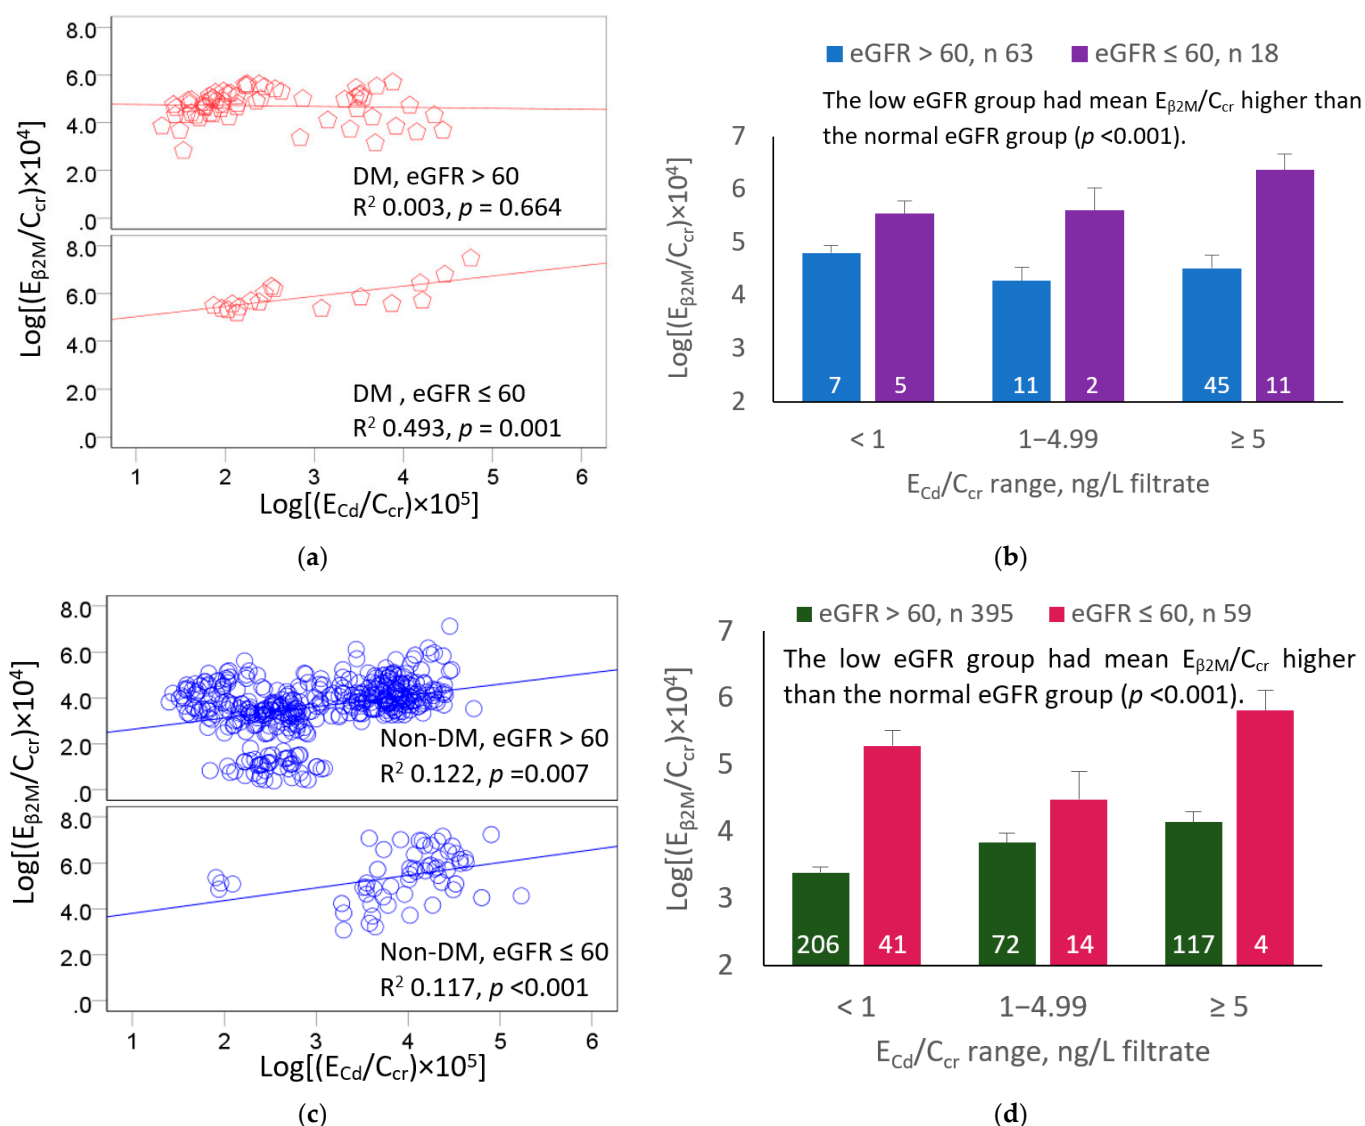 8.0
6.0
4.0
2.0
.0
Log[(Eβ2M/Ccr)×10⁴]
DM, eGFR > 60
R² 0.003, p = 0.664
8.0
6.0
4.0
2.0
.0
DM , eGFR ≤ 60
R² 0.493, p = 0.001
1 2 3 4 5 6
Log[(ECd/Ccr)×10⁵]
(a)
eGFR > 60, n 63 eGFR ≤ 60, n 18
The low eGFR group had mean Eβ2M/Ccr higher than
the normal eGFR group (p <0.001).
Log[(Eβ2M/Ccr)×10⁴]
7
6
5
4
3
2
7 5 11 2 45 11
< 1 1−4.99 ≥ 5
ECd/Ccr range, ng/L filtrate
(b)
8.0
6.0
4.0
2.0
.0
Log[(Eβ2M/Ccr)×10⁴]
Non-DM, eGFR > 60
R² 0.122, p =0.007
8.0
6.0
4.0
2.0
.0
Non-DM, eGFR ≤ 60
R² 0.117, p <0.001
1 2 3 4 5 6
Log[(ECd/Ccr)×10⁵]
(c)
eGFR > 60, n 395 eGFR ≤ 60, n 59
The low eGFR group had mean Eβ2M/Ccr higher
than the normal eGFR group (p <0.001).
Log[(Eβ2M/Ccr)×10⁴]
7
6
5
4
3
2
206 41 72 14 117 4
< 1 1−4.99 ≥ 5
ECd/Ccr range, ng/L filtrate
(d)